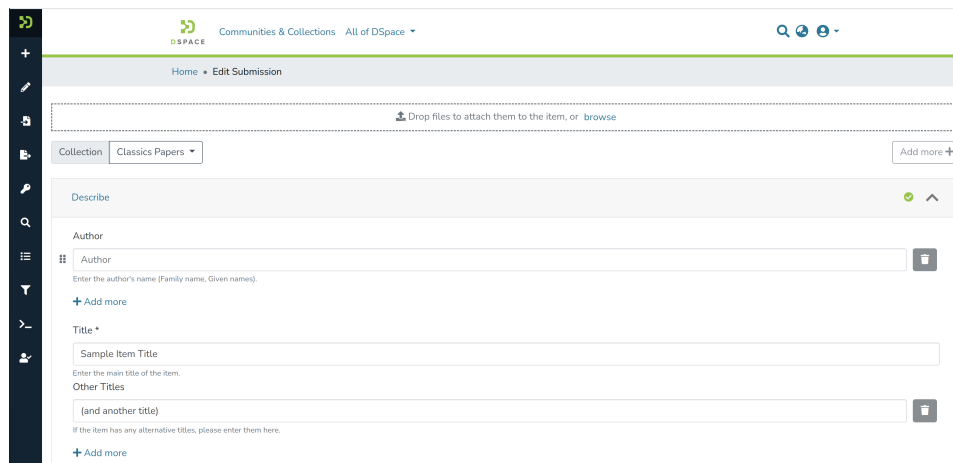 DSPACE
Communities & Collections All of DSpace
Home • Edit Submission
Drop files to attach them to the item, or browse
Collection Classics Papers Add more
Describe
Author
Author
Enter the author's name (Family name, Given names).
Add more
Title *
Sample Item Title
Enter the main title of the item.
Other Titles
(and another title)
If the item has any alternative titles, please enter them here.
Add more